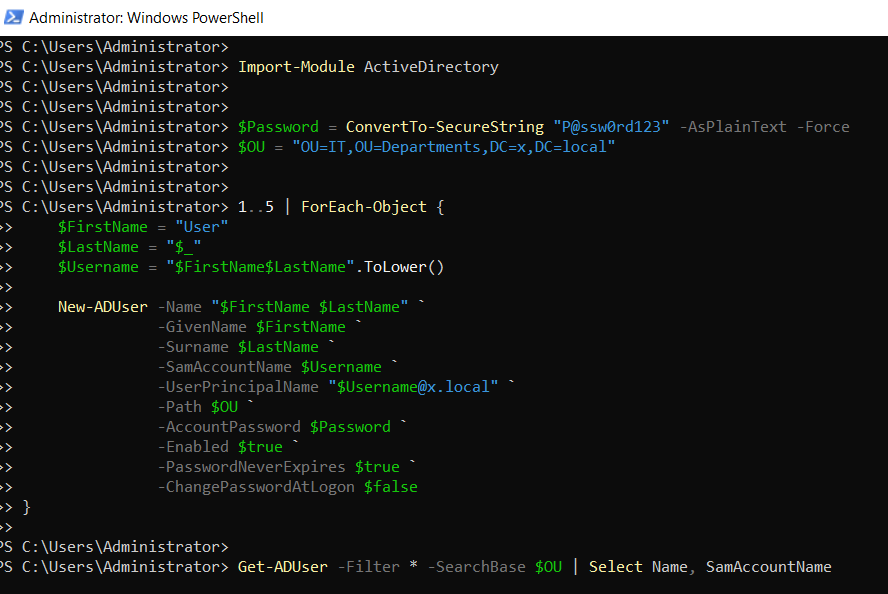 Administrator: Windows PowerShell
PS C:\Users\Administrator>
PS C:\Users\Administrator> Import-Module ActiveDirectory
PS C:\Users\Administrator>
PS C:\Users\Administrator>
PS C:\Users\Administrator> $Password = ConvertTo-SecureString "P@ssw0rd123" -AsPlainText -Force
PS C:\Users\Administrator> $OU = "OU=IT,OU=Departments,DC=x,DC=local"
PS C:\Users\Administrator>
PS C:\Users\Administrator>
PS C:\Users\Administrator> 1..5 | ForEach-Object {
>>     $FirstName = "User"
>>     $LastName = "$_"
>>     $Username = "$FirstName$LastName".ToLower()
>>
>>     New-ADUser -Name "$FirstName $LastName" `
>>                -GivenName $FirstName `
>>                -Surname $LastName `
>>                -SamAccountName $Username `
>>                -UserPrincipalName "$Username@x.local" `
>>                -Path $OU `
>>                -AccountPassword $Password `
>>                -Enabled $true `
>>                -PasswordNeverExpires $true `
>>                -ChangePasswordAtLogon $false
>> }
>>
PS C:\Users\Administrator>
PS C:\Users\Administrator> Get-ADUser -Filter * -SearchBase $OU | Select Name, SamAccountName